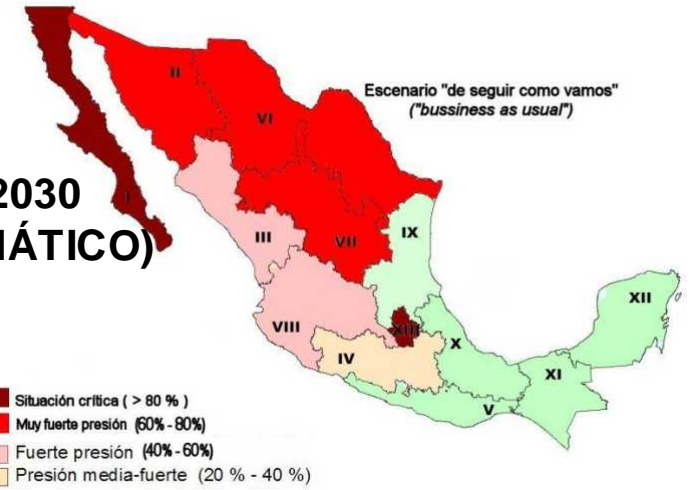 Escenario "de seguir como vamos"
("bussiness as usual")
2030
MÁTICO)
I
II
VI
III
VII
IX
VIII
IV
XIII
X
V
XI
XII
Situación crítica ( > 80 % )
Muy fuerte presión (60% - 80%)
Fuerte presión (40% - 60%)
Presión media-fuerte (20 % - 40 %)